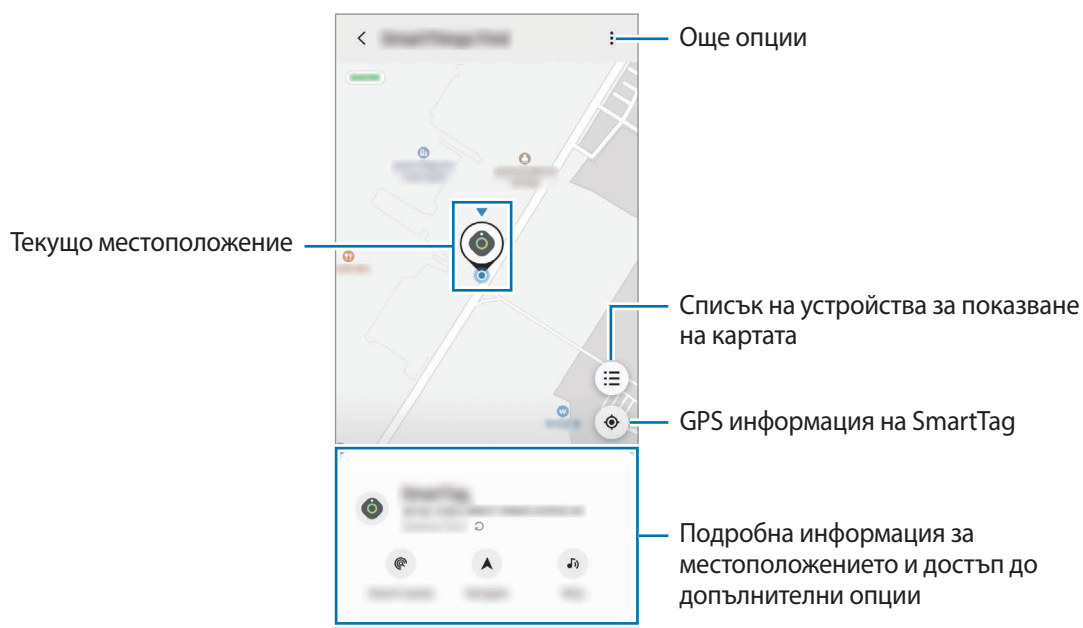 Още опции
Текущо местоположение
Списък на устройства за показване
на картата
GPS информация на SmartTag
Подробна информация за
местоположението и достъп до
допълнителни опции